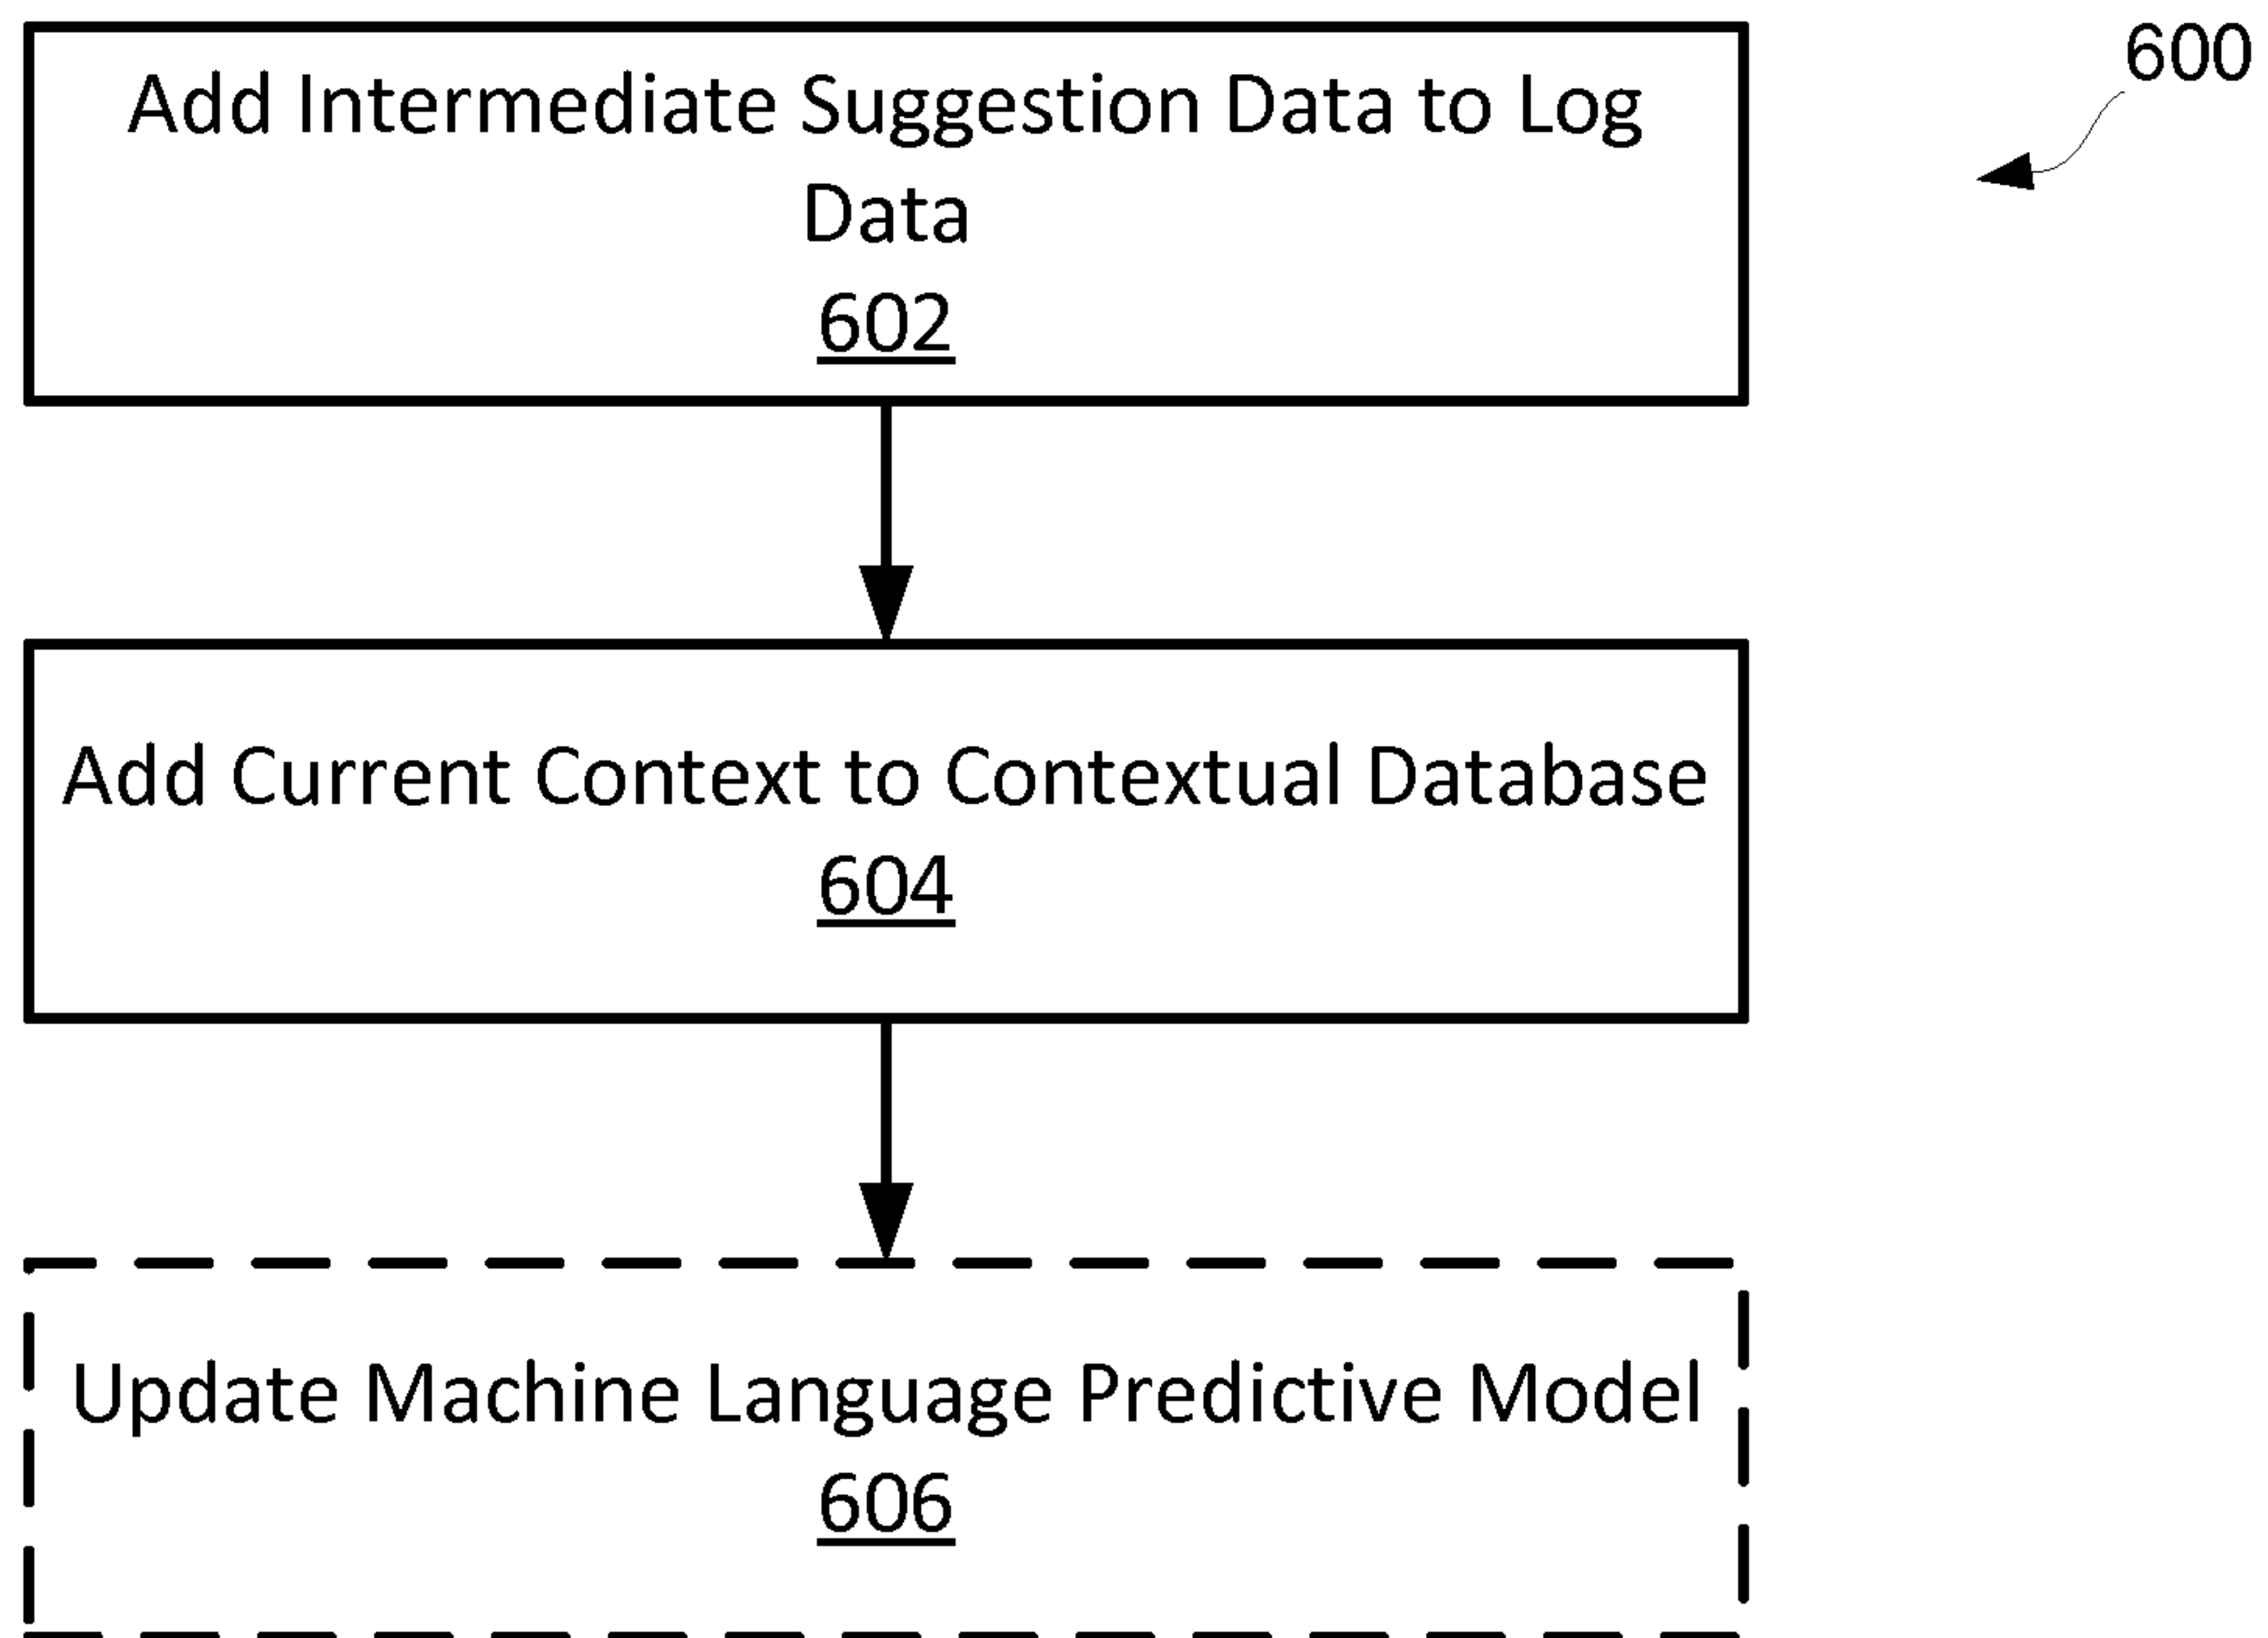 600
Add Intermediate Suggestion Data to Log
Data
602
Add Current Context to Contextual Database
604
Update Machine Language Predictive Model
606